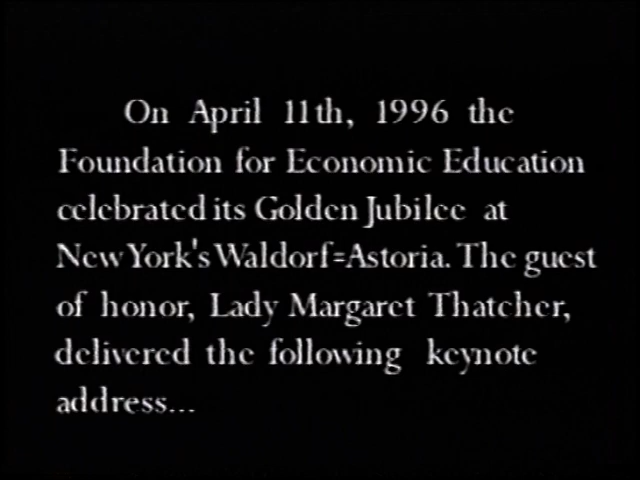 On April 11th, 1996 the
Foundation for Economic Education
celebrated its Golden Jubilee at
New York's Waldorf=Astoria. The guest
of honor, Lady Margaret Thatcher,
delivered the following keynote
address...